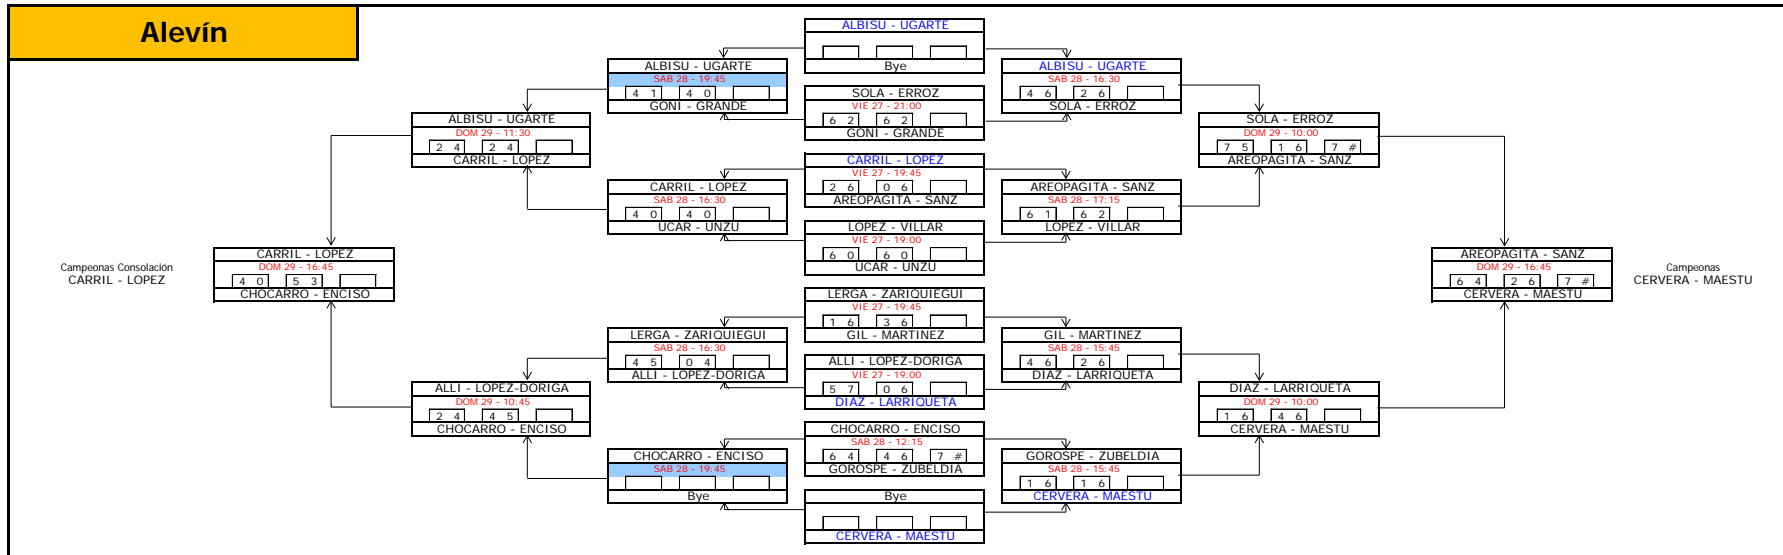 Alevín
Campeonas Consolación
CARRIL - LOPEZ
CARRIL - LOPEZ
DOM 29 - 16:45
4 0 5 3
CHOCARRO - ENCISO
ALBISU - UGARTE
DOM 29 - 11:30
2 4 2 4
CARRIL - LOPEZ
ALLI - LOPEZ-DORIGA
DOM 29 - 10:45
2 4 4 5
CHOCARRO - ENCISO
ALBISU - UGARTE
SAB 28 - 19:45
4 1 4 0
GOÑI - GRANDE
CARRIL - LOPEZ
SAB 28 - 16:30
4 0 4 0
UCAR - UNZU
LERGA - ZARIQUIEGUI
SAB 28 - 16:30
4 5 0 4
ALLI - LOPEZ-DORIGA
CHOCARRO - ENCISO
SAB 28 - 19:45
Bye
ALBISU - UGARTE
Bye
SOLA - ERROZ
VIE 27 - 21:00
6 2 6 2
GOÑI - GRANDE
CARRIL - LOPEZ
VIE 27 - 19:45
2 6 0 6
AREOPAGITA - SANZ
LOPEZ - VILLAR
VIE 27 - 19:00
6 0 6 0
UCAR - UNZU
LERGA - ZARIQUIEGUI
VIE 27 - 19:45
1 6 3 6
GIL - MARTINEZ
ALLI - LOPEZ-DORIGA
VIE 27 - 19:00
5 7 0 6
DIAZ - LARRIQUETA
CHOCARRO - ENCISO
SAB 28 - 12:15
6 4 4 6 7 #
GOROSPE - ZUBELDIA
Bye
CERVERA - MAESTU
ALBISU - UGARTE
SAB 28 - 16:30
4 6 2 6
SOLA - ERROZ
AREOPAGITA - SANZ
SAB 28 - 17:15
6 1 6 2
LOPEZ - VILLAR
GIL - MARTINEZ
SAB 28 - 15:45
4 6 2 6
DIAZ - LARRIQUETA
GOROSPE - ZUBELDIA
SAB 28 - 15:45
1 6 1 6
CERVERA - MAESTU
SOLA - ERROZ
DOM 29 - 10:00
7 5 1 6 7 #
AREOPAGITA - SANZ
DIAZ - LARRIQUETA
DOM 29 - 10:00
1 6 4 6
CERVERA - MAESTU
AREOPAGITA - SANZ
DOM 29 - 16:45
6 4 2 6 7 #
CERVERA - MAESTU
Campeonas
CERVERA - MAESTU